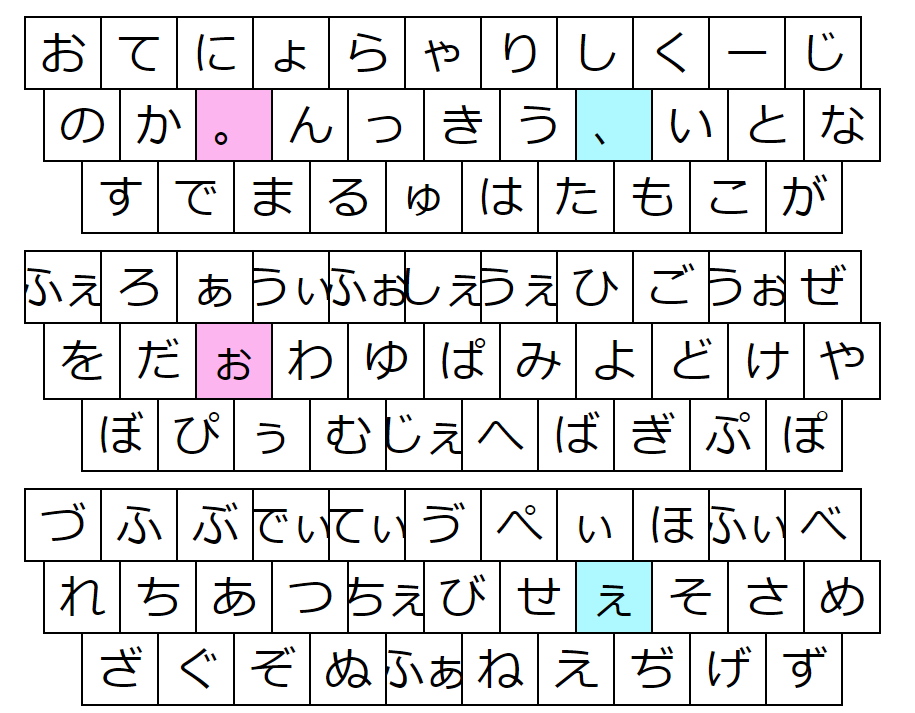 おてにょらゃりしくーじ
のか。んっきう、いとな
すでまるゅはたもこが
ふぇろぁうぃふぉしぇうぇひごうぉぜ
をだぉわゆぱみよどけや
ぼぴぅむじぇへばぎぷぽ
づふぶでぃてぃゔぺぃほふぃべ
れちあつちぇびせぇそさめ
ざぐぞぬふぁねえぢげず